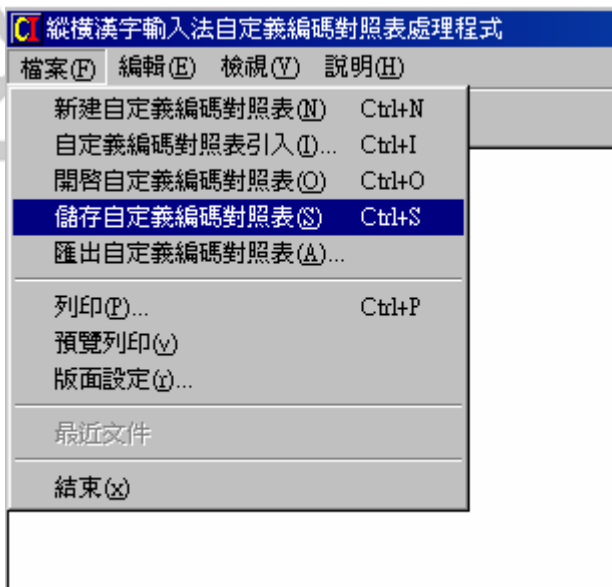 CI 縱橫漢字輸入法自定義編碼對照表處理程式
檔案(F) 編輯(E) 檢視(V) 說明(H)
新建自定義編碼對照表(N) Ctrl+N
自定義編碼對照表引入(I)... Ctrl+I
開啓自定義編碼對照表(O) Ctrl+O
儲存自定義編碼對照表(S) Ctrl+S
匯出自定義編碼對照表(A)...
列印(P)... Ctrl+P
預覽列印(v)
版面設定(r)...
最近文件
結束(x)